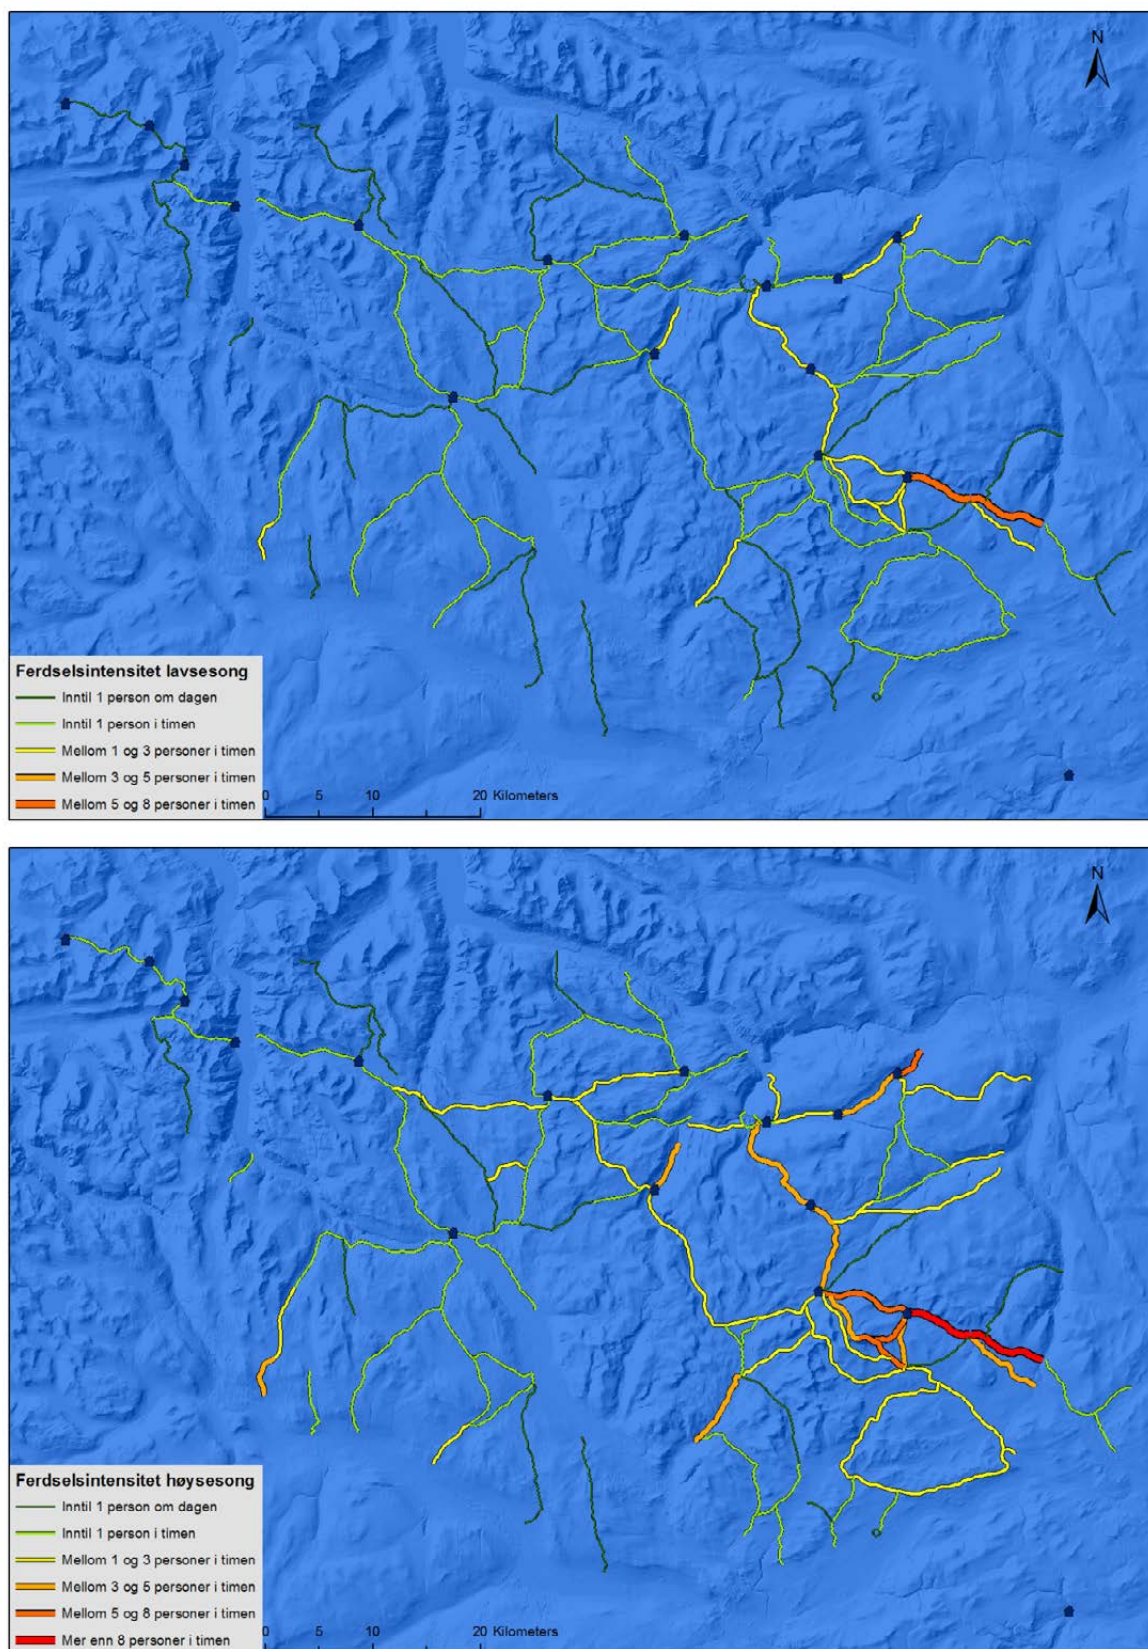 N
Ferdselsintensitet lavsesong
Inntil 1 person om dagen
Inntil 1 person i timen
Mellom 1 og 3 personer i timen
Mellom 3 og 5 personer i timen
Mellom 5 og 8 personer i timen
0 5 10 20 Kilometers
N
Ferdselsintensitet høysesong
Inntil 1 person om dagen
Inntil 1 person i timen
Mellom 1 og 3 personer i timen
Mellom 3 og 5 personer i timen
Mellom 5 og 8 personer i timen
Mer enn 8 personer i timen
0 5 10 20 Kilometers